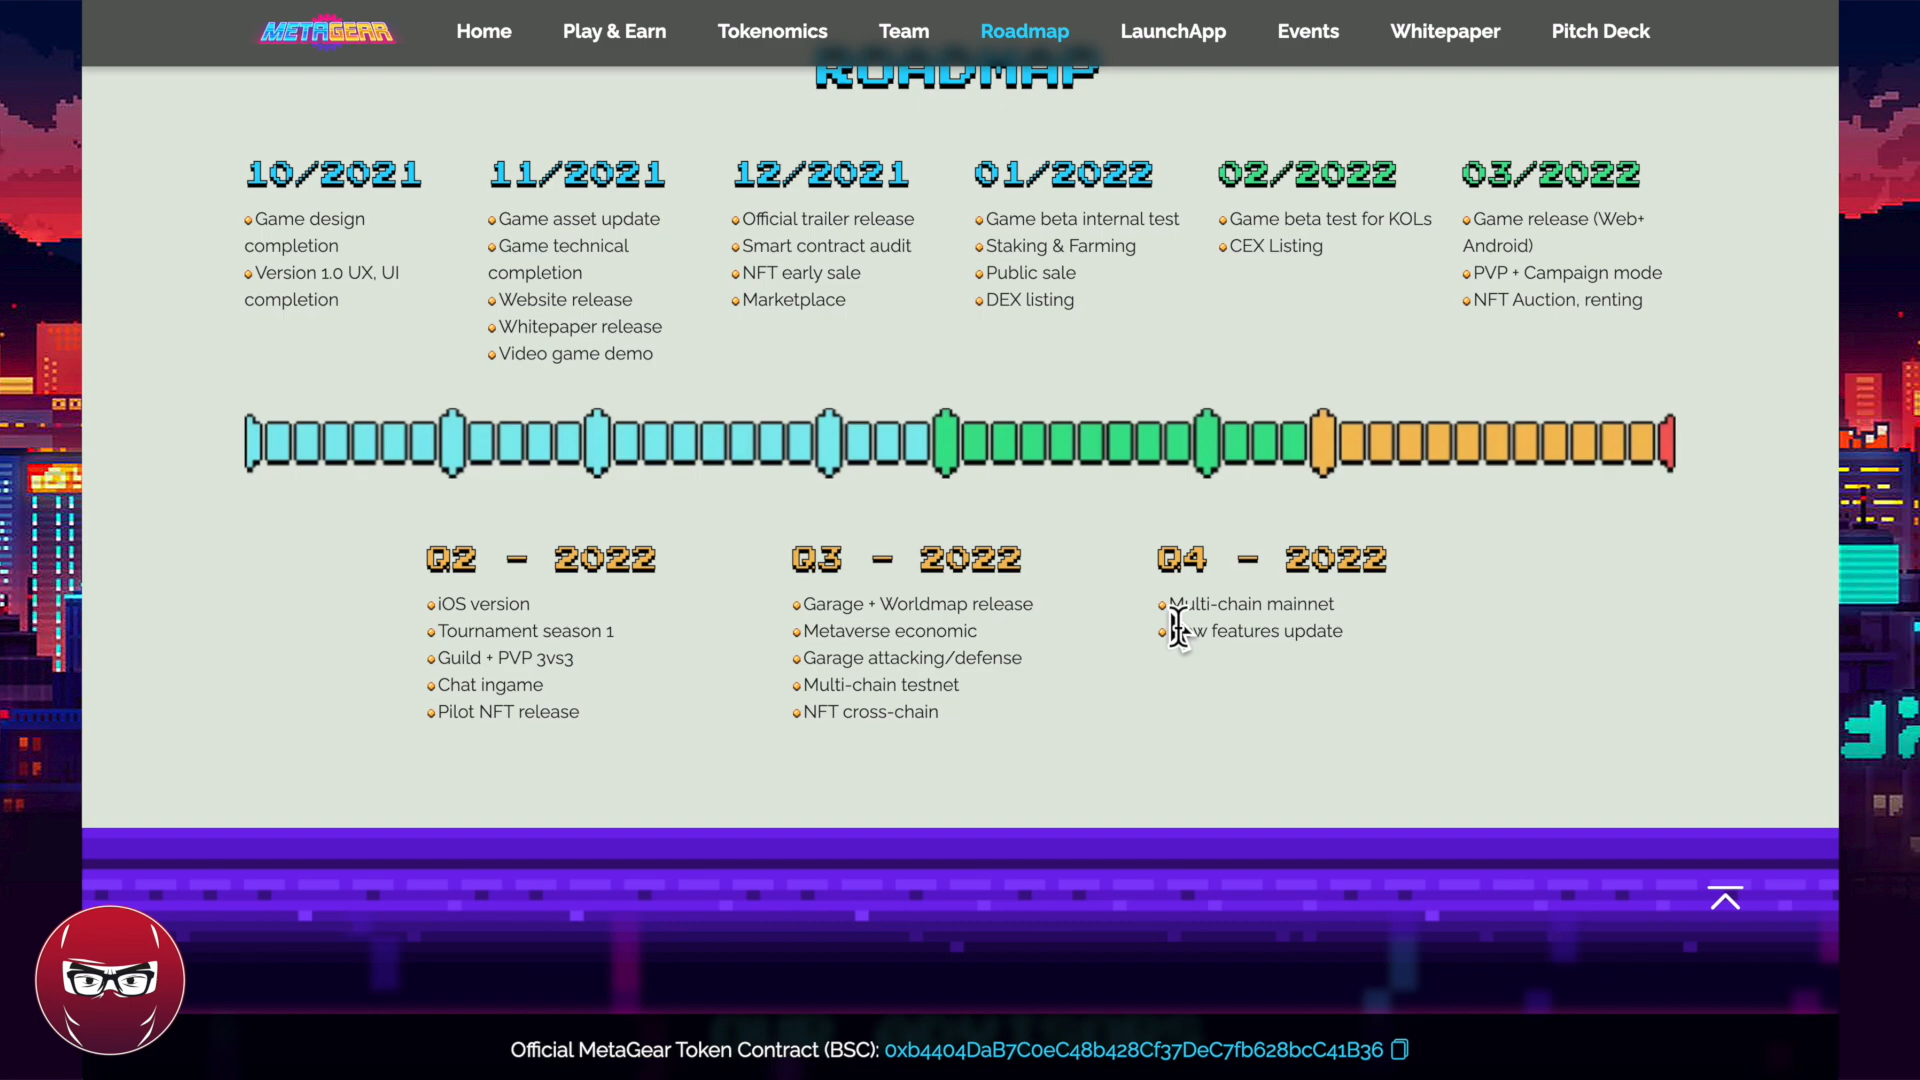 METAGEAR Home Play & Earn Tokenomics Team Roadmap LaunchApp Events Whitepaper Pitch Deck
ROADMAP
10/2021
Game design
completion
Version 1.0 UX, UI
completion
11/2021
Game asset update
Game technical
completion
Website release
Whitepaper release
Video game demo
12/2021
Official trailer release
Smart contract audit
NFT early sale
Marketplace
01/2022
Game beta internal test
Staking & Farming
Public sale
DEX listing
02/2022
Game beta test for KOLs
CEX Listing
03/2022
Game release (Web+
Android)
PVP + Campaign mode
NFT Auction, renting
Q2 - 2022
iOS version
Tournament season 1
Guild + PVP 3vs3
Chat ingame
Pilot NFT release
Q3 - 2022
Garage + Worldmap release
Metaverse economic
Garage attacking/defense
Multi-chain testnet
NFT cross-chain
Q4 - 2022
Multi-chain mainnet
features update
Official MetaGear Token Contract (BSC): 0xb4404DaB7C0eC48b428Cf37DeC7fb628bcC41B36